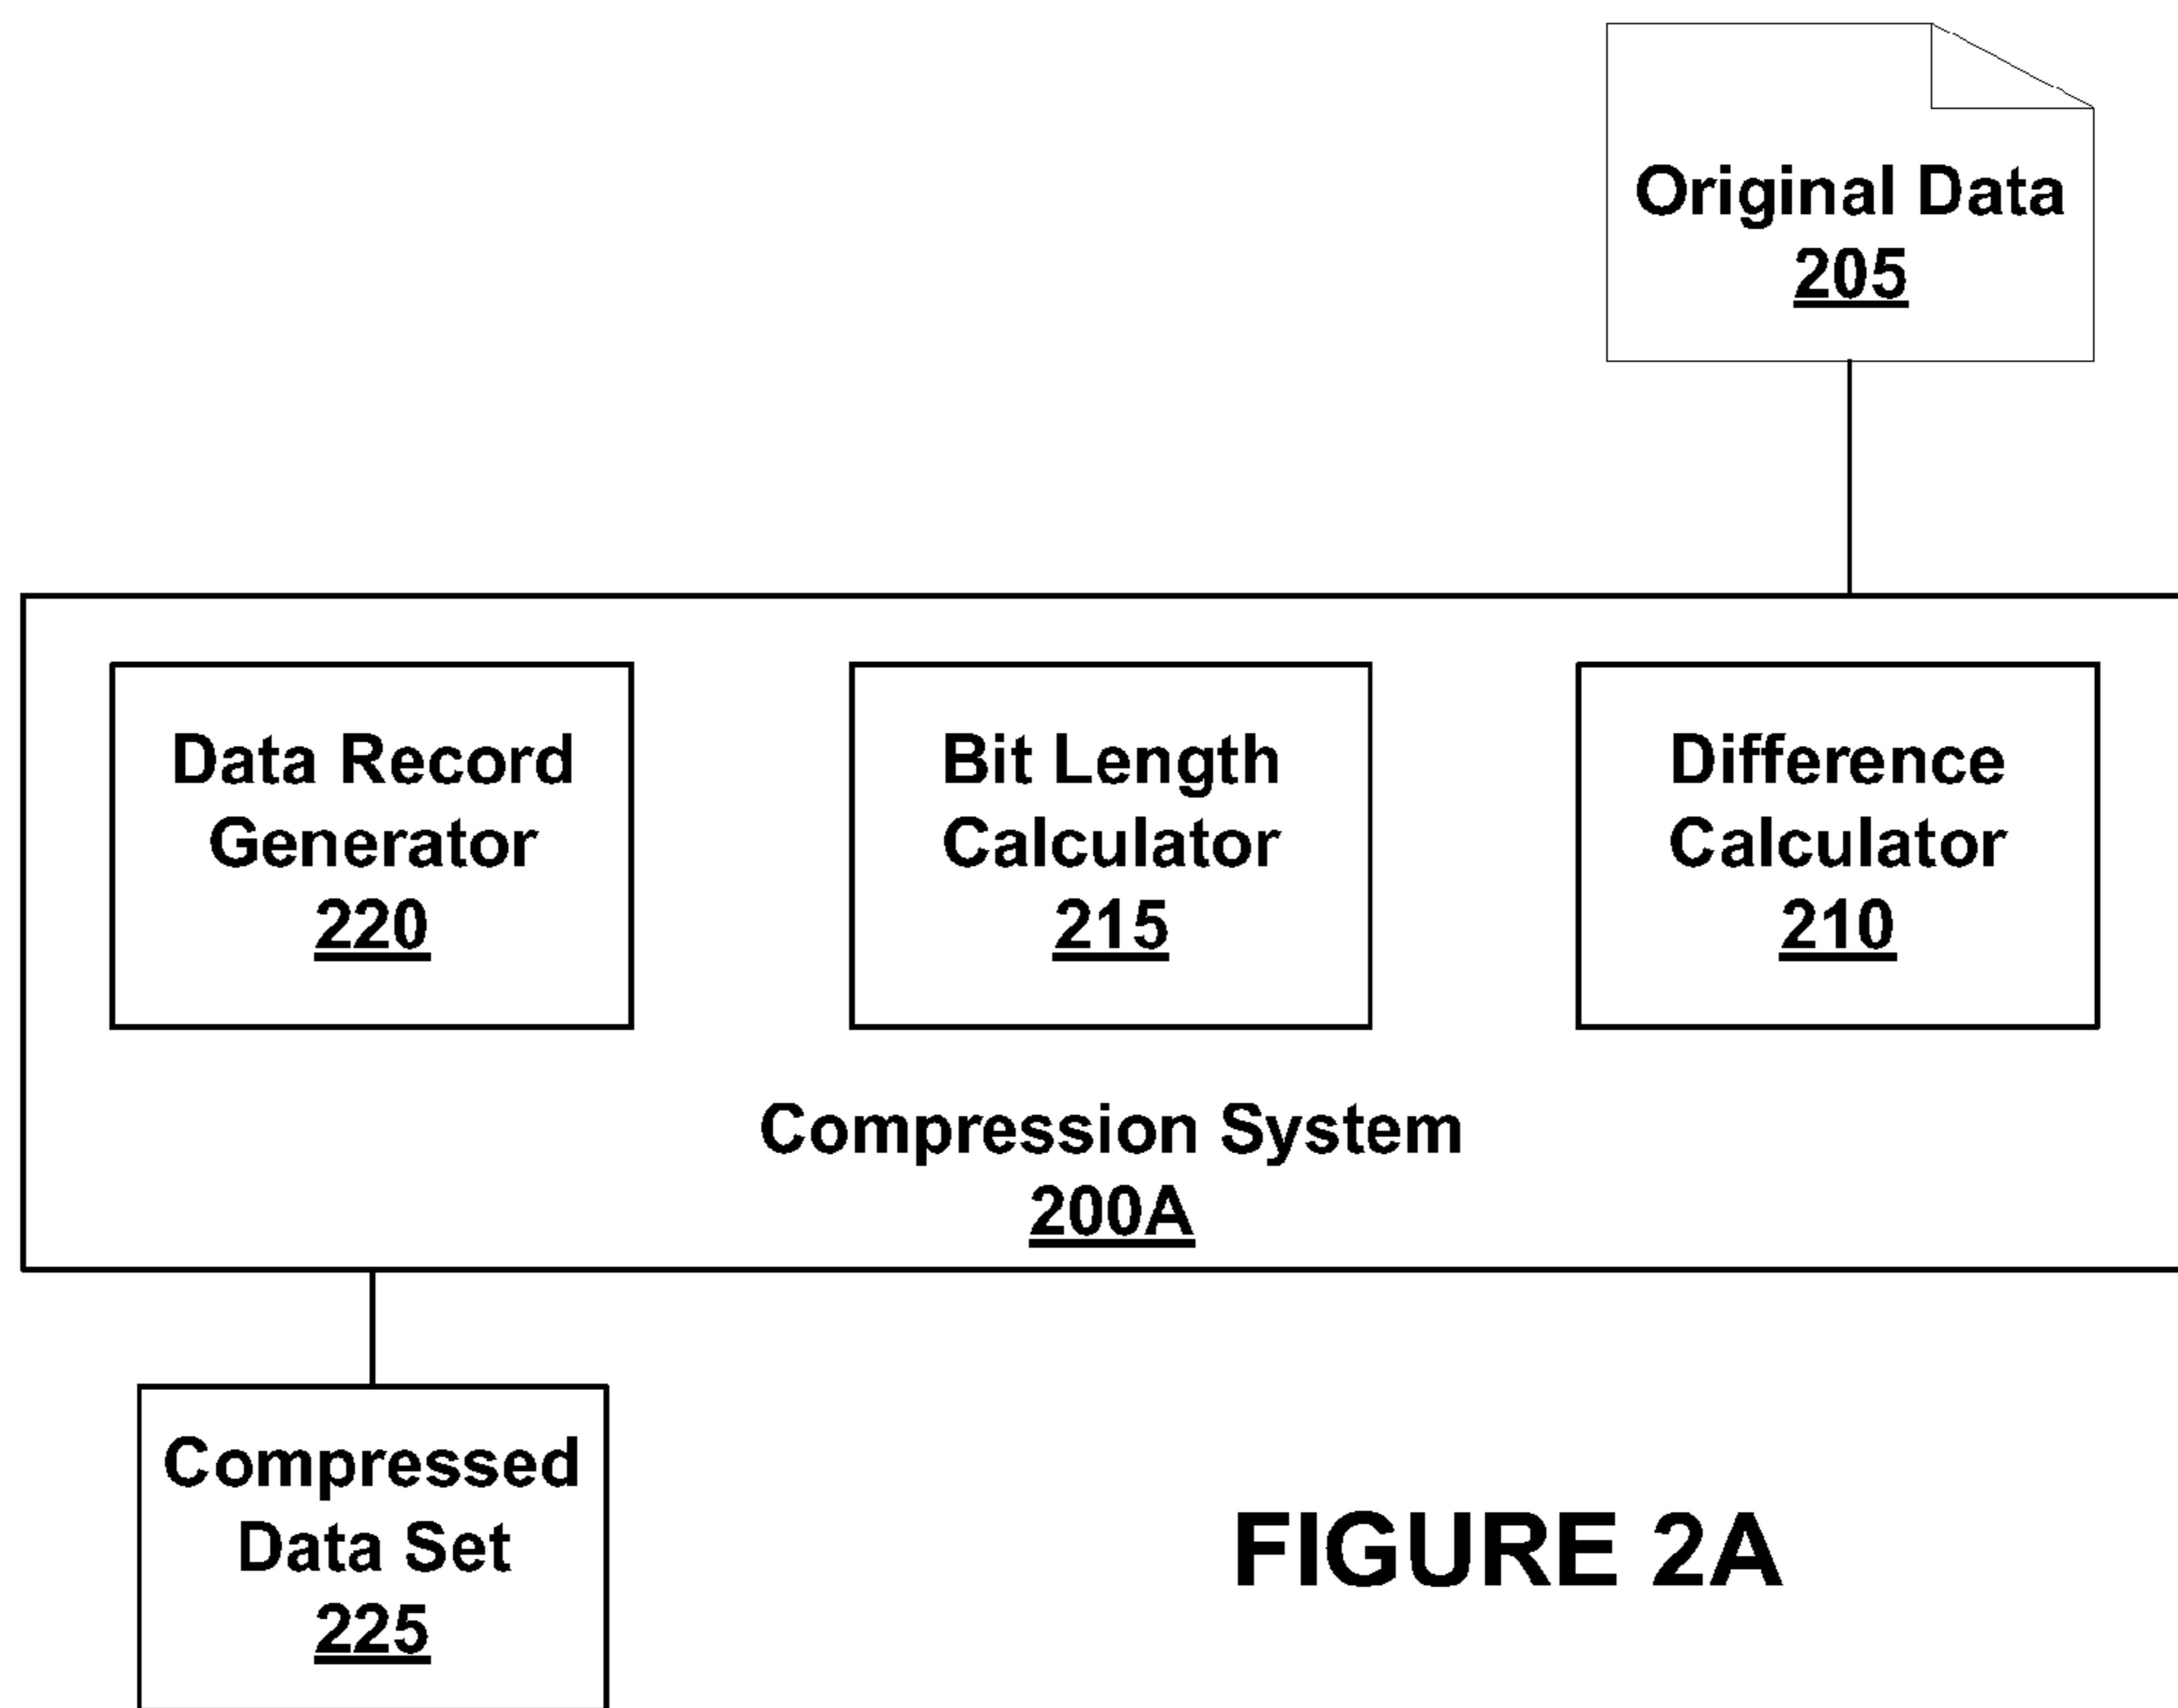 Original Data
205
Data Record
Generator
220
Bit Length
Calculator
215
Difference
Calculator
210
Compression System
200A
Compressed
Data Set
225
FIGURE 2A